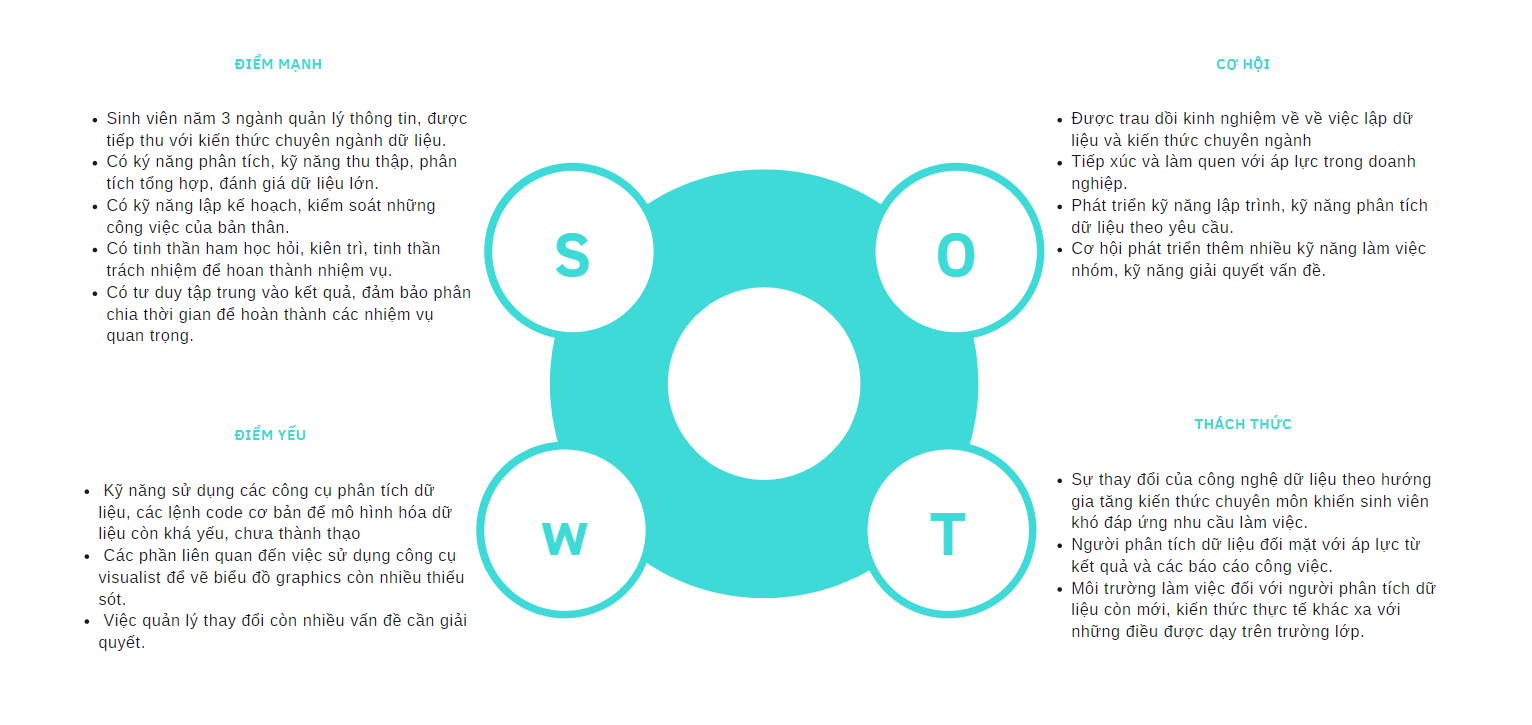 ĐIỂM MẠNH
• Sinh viên năm 3 ngành quản lý thông tin, được
tiếp thu với kiến thức chuyên ngành dữ liệu.
• Có ký năng phân tích, kỹ năng thu thập, phân
tích tổng hợp, đánh giá dữ liệu lớn.
• Có kỹ năng lập kế hoạch, kiểm soát những
công việc của bản thân.
• Có tinh thần ham học hỏi, kiên trì, tinh thần
trách nhiệm để hoan thành nhiệm vụ.
• Có tư duy tập trung vào kết quả, đảm bảo phân
chia thời gian để hoàn thành các nhiệm vụ
quan trọng.
S
CƠ HỘI
• Được trau dồi kinh nghiệm về về việc lập dữ
liệu và kiến thức chuyên ngành
• Tiếp xúc và làm quen với áp lực trong doanh
nghiệp.
• Phát triển kỹ năng lập trình, kỹ năng phân tích
dữ liệu theo yêu cầu.
• Cơ hội phát triển thêm nhiều kỹ năng làm việc
nhóm, kỹ năng giải quyết vấn đề.
O
ĐIỂM YẾU
• Kỹ năng sử dụng các công cụ phân tích dữ
liệu, các lệnh code cơ bản để mô hình hóa dữ
liệu còn khá yếu, chưa thành thạo
• Các phần liên quan đến việc sử dụng công cụ
visualist để vẽ biểu đồ graphics còn nhiều thiếu
sót.
• Việc quản lý thay đổi còn nhiều vấn đề cần giải
quyết.
w
THÁCH THỨC
• Sự thay đổi của công nghệ dữ liệu theo hướng
gia tăng kiến thức chuyên môn khiến sinh viên
khó đáp ứng nhu cầu làm việc.
• Người phân tích dữ liệu đối mặt với áp lực từ
kết quả và các báo cáo công việc.
• Môi trường làm việc đối với người phân tích dữ
liệu còn mới, kiến thức thực tế khác xa với
những điều được dạy trên trường lớp.
T